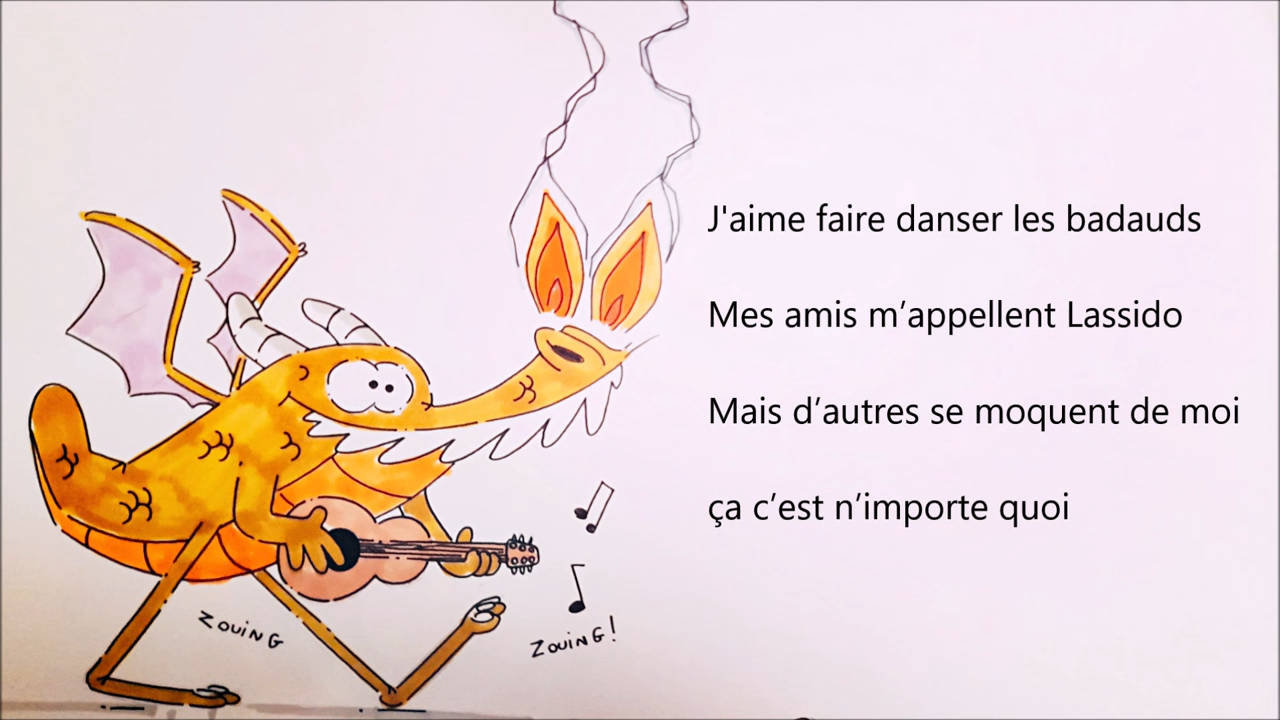 J'aime faire danser les badauds
Mes amis m’appellent Lassido
Mais d’autres se moquent de moi
ça c’est n’importe quoi
ZOUING
ZOUING!